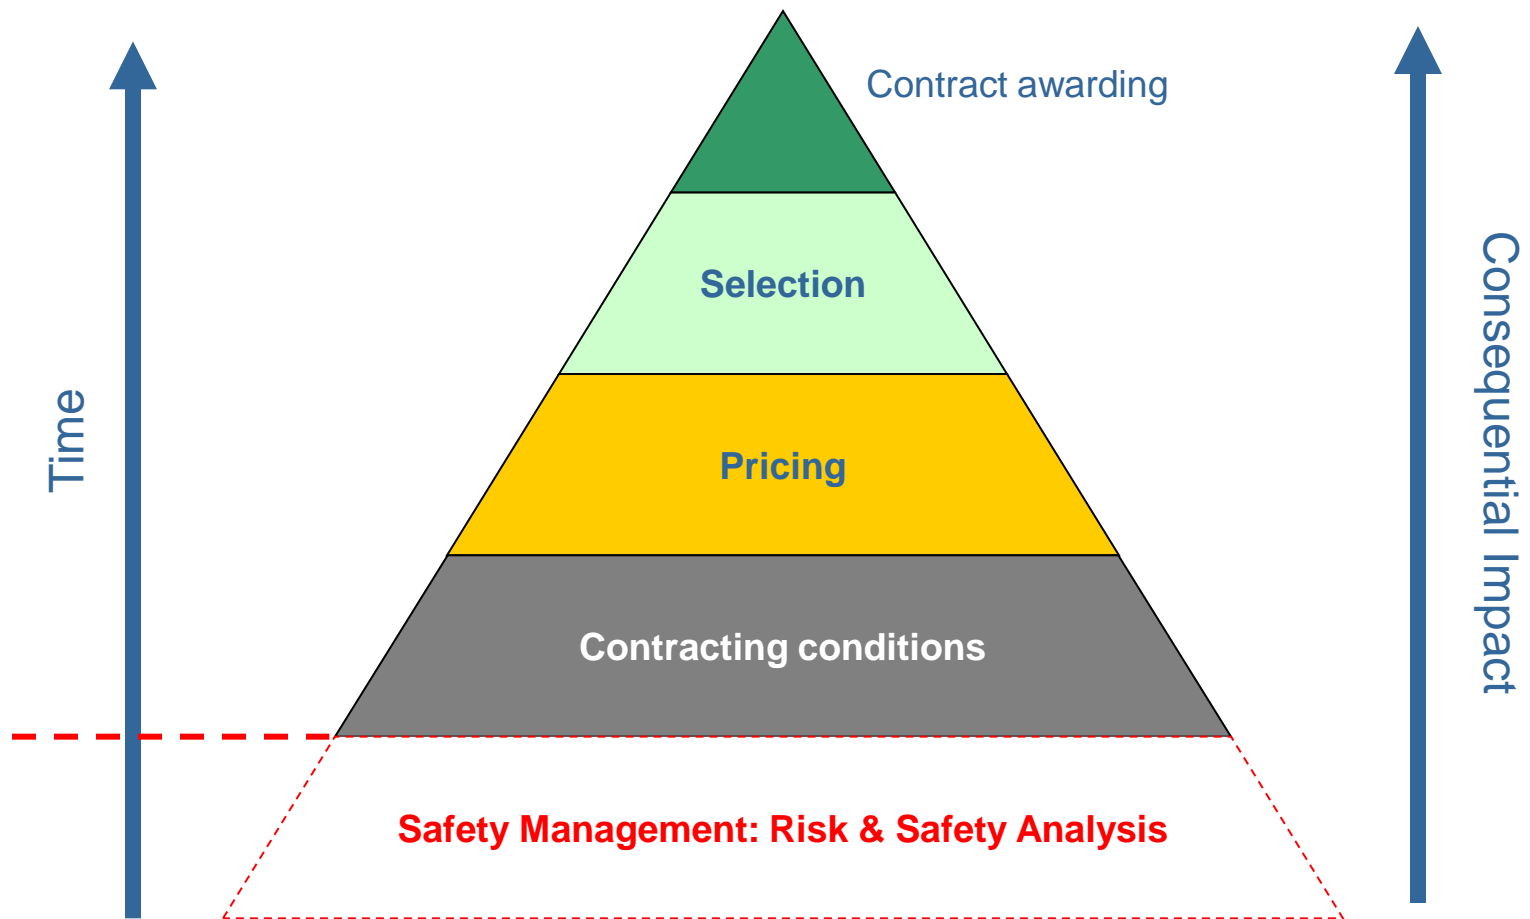 Contract awarding
Selection
Pricing
Contracting conditions
Safety Management: Risk & Safety Analysis
Time
Consequential Impact